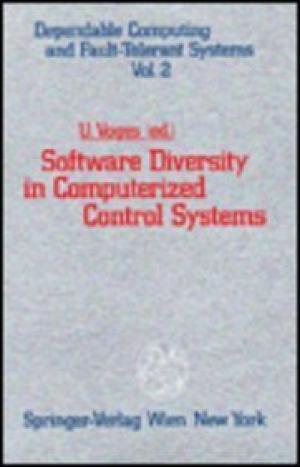 Dependable Computing
and Fault-Tolerant Systems
Vol. 2
U. Voges (ed.)
Software Diversity
in Computerized
Control Systems
Springer-Verlag Wien New York